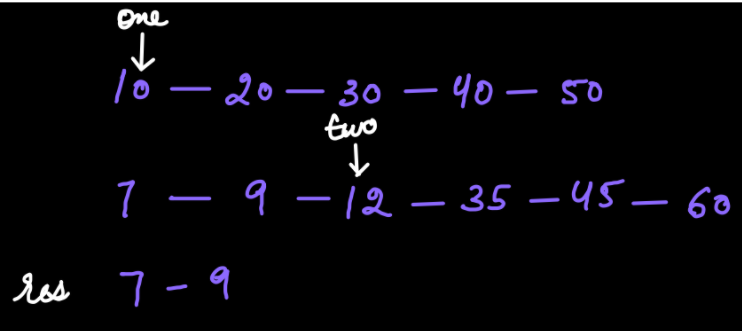 one
10 — 20 — 30 — 40 — 50
two
7 — 9 — 12 — 35 — 45 — 60
res 7 - 9